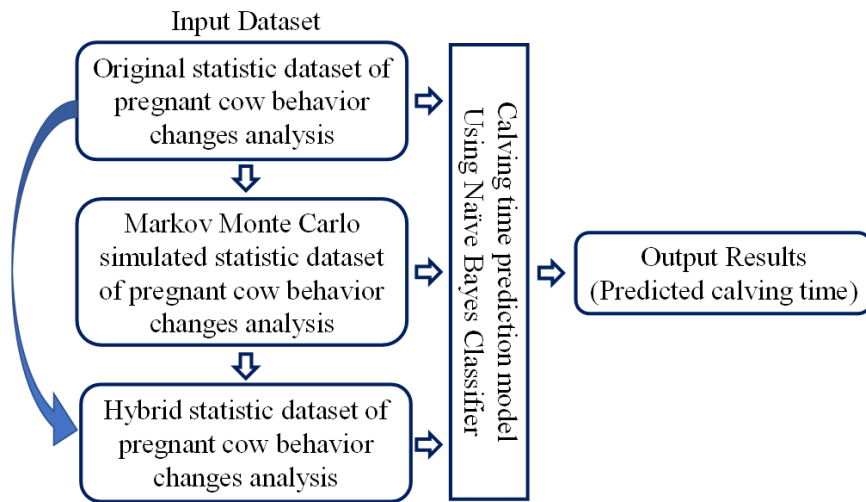 Input Dataset
Original statistic dataset of
pregnant cow behavior
changes analysis
Markov Monte Carlo
simulated statistic dataset
of pregnant cow behavior
changes analysis
Hybrid statistic dataset of
pregnant cow behavior
changes analysis
Calving time prediction model
Using Naïve Bayes Classifier
Output Results
(Predicted calving time)